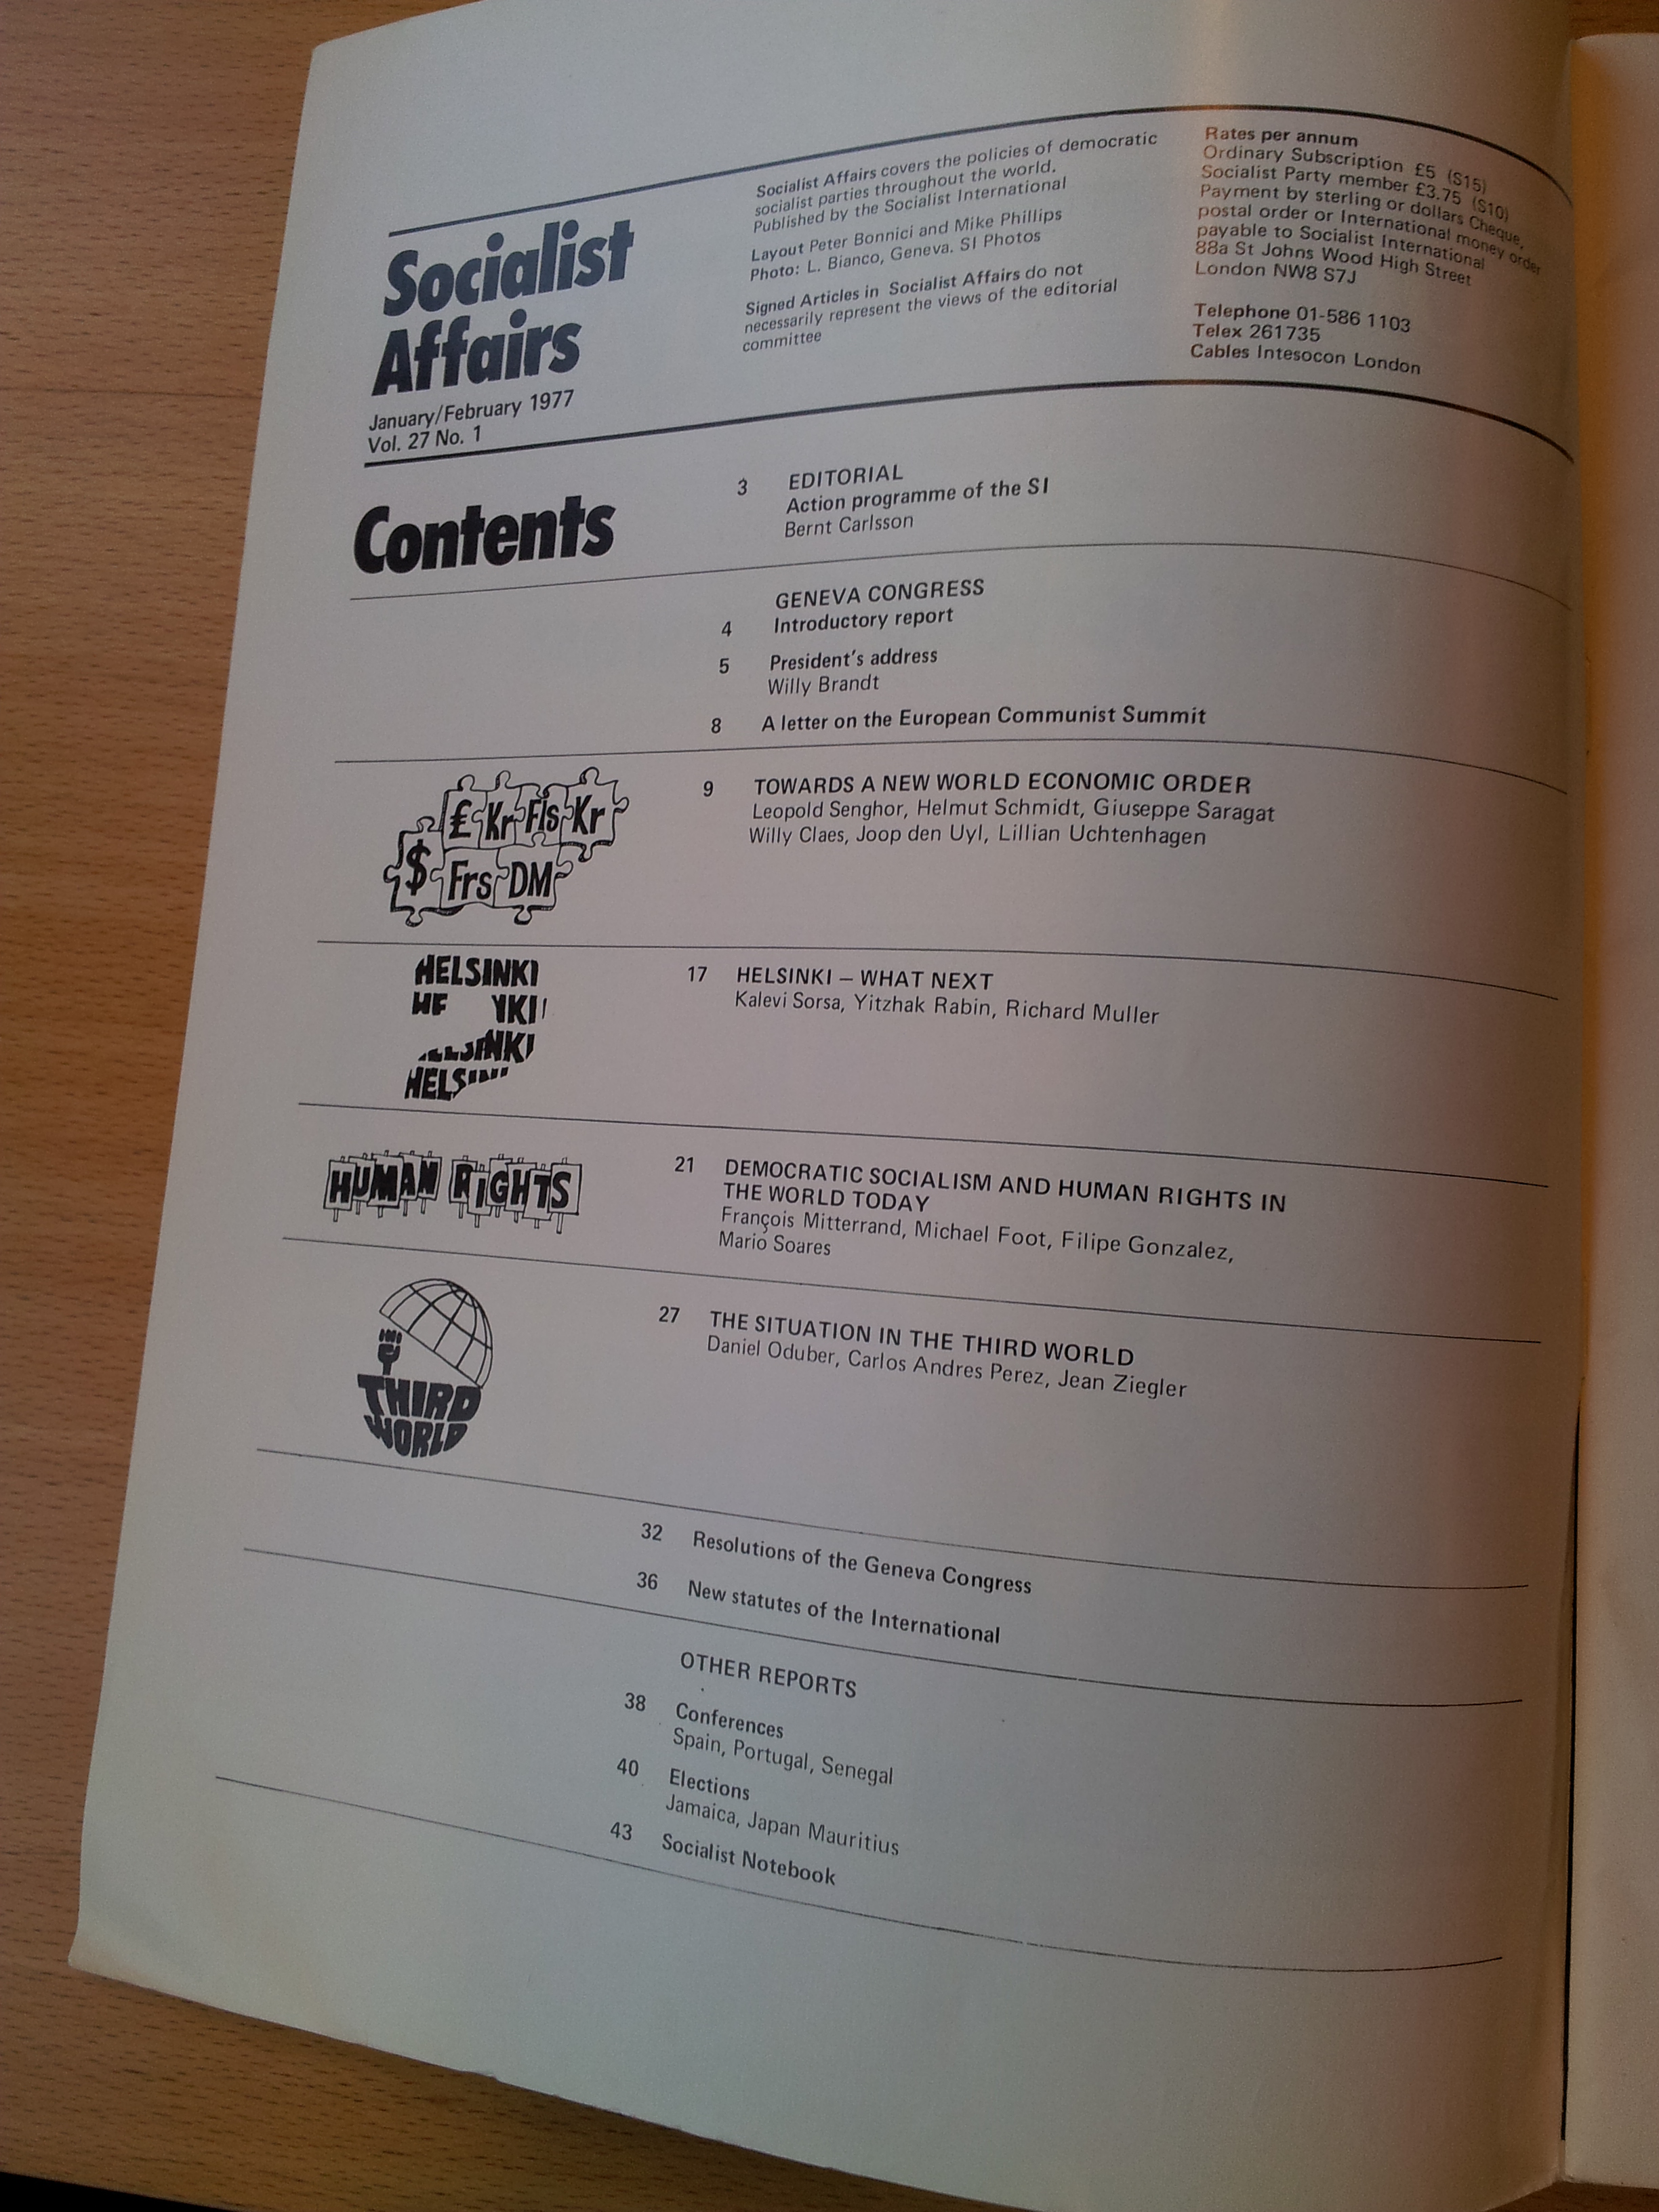 Socialist
Affairs
January/February 1977
Vol. 27 No. 1
Socialist Affairs covers the policies of democratic
socialist parties throughout the world.
Published by the Socialist International
Layout Peter Bonnici and Mike Phillips
Photo: L. Bianco, Geneva. SI Photos
Signed Articles in Socialist Affairs do not
necessarily represent the views of the editorial
committee
Rates per annum
Ordinary Subscription £5 ($15)
Socialist Party member £3.75 ($10)
Payment by sterling or dollars Cheque,
postal order or International money order
payable to Socialist International
88a St Johns Wood High Street
London NW8 S7J
Telephone 01-586 1103
Telex 261735
Cables Intesocon London
Contents
3 EDITORIAL
Action programme of the SI
Bernt Carlsson
GENEVA CONGRESS
4 Introductory report
5 President's address
Willy Brandt
8 A letter on the European Communist Summit
£ Kr Fls Kr
$ Frs DM
9 TOWARDS A NEW WORLD ECONOMIC ORDER
Leopold Senghor, Helmut Schmidt, Giuseppe Saragat
Willy Claes, Joop den Uyl, Lillian Uchtenhagen
HELSINKI
HE YKI
ELSINKI
HELSINKI
17 HELSINKI – WHAT NEXT
Kalevi Sorsa, Yitzhak Rabin, Richard Muller
HUMAN RIGHTS
21 DEMOCRATIC SOCIALISM AND HUMAN RIGHTS IN
THE WORLD TODAY
François Mitterrand, Michael Foot, Filipe Gonzalez,
Mario Soares
THIRD
WORLD
27 THE SITUATION IN THE THIRD WORLD
Daniel Oduber, Carlos Andres Perez, Jean Ziegler
32 Resolutions of the Geneva Congress
36 New statutes of the International
OTHER REPORTS
38 Conferences
Spain, Portugal, Senegal
40 Elections
Jamaica, Japan Mauritius
43 Socialist Notebook